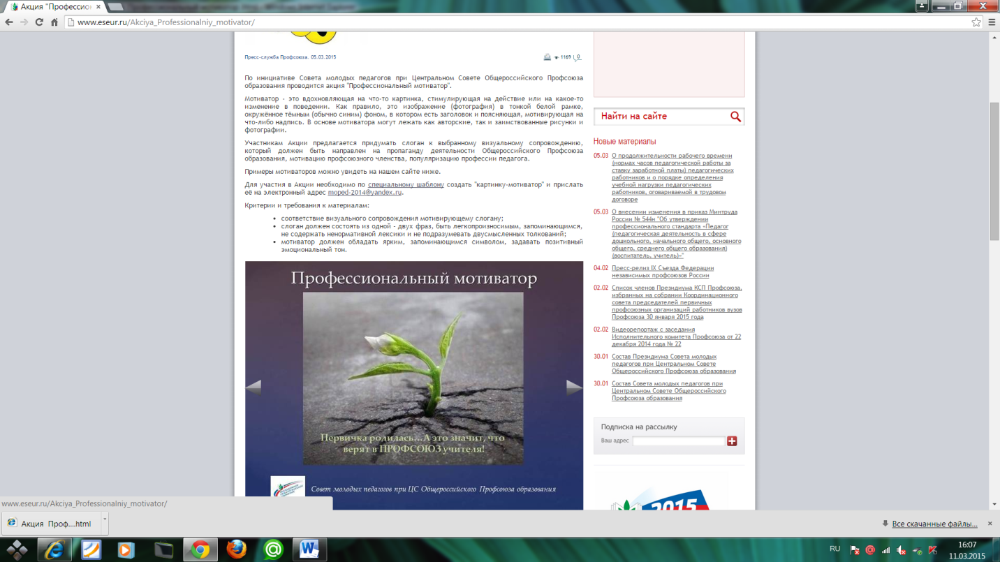 Акция "Профессион
www.eseur.ru/Akciya_Professionalniy_motivator/
Пресс-служба Профсоюза. 05.03.2015
1169
0
По инициативе Совета молодых педагогов при Центральном Совете Общероссийского Профсоюза
образования проводится акция "Профессиональный мотиватор".
Мотиватор - это вдохновляющая на что-то картинка, стимулирующая на действие или на какое-то
изменение в поведении. Как правило, это изображение (фотография) в тонкой белой рамке,
окружённое тёмным (обычно синим) фоном, в котором есть заголовок и поясняющая, мотивирующая на
что-либо надпись. В основе мотиватора могут лежать как авторские, так и заимствованные рисунки и
фотографии.
Участникам Акции предлагается придумать слоган к выбранному визуальному сопровождению,
который должен быть направлен на пропаганду деятельности Общероссийского Профсоюза
образования, мотивацию профсоюзного членства, популяризацию профессии педагога.
Примеры мотиваторов можно увидеть на нашем сайте ниже.
Для участия в Акции необходимо по специальному шаблону создать "картинку-мотиватор" и прислать
её на электронный адрес moped-2014@yandex.ru.
Критерии и требования к материалам:
• соответствие визуального сопровождения мотивирующему слогану;
• слоган должен состоять из одной - двух фраз, быть легкопроизносимым, запоминающимся,
не содержать ненормативной лексики и не подразумевать двусмысленных толкований;
• мотиватор должен обладать ярким, запоминающимся символом, задавать позитивный
эмоциональный тон.
Профессиональный мотиватор
Первичка родилась...А это значит, что
верят в ПРОФСОЮЗ учителя!
Совет молодых педагогов при ЦС Общероссийского Профсоюза образования
Найти на сайте
Новые материалы
05.03 О продолжительности рабочего времени
(нормах часов педагогической работы за
ставку заработной платы) педагогических
работников и о порядке определения
учебной нагрузки педагогических
работников, оговариваемой в трудовом
договоре
05.03 О внесении изменения в приказ Минтруда
России № 544н "Об утверждении
профессионального стандарта «Педагог
(педагогическая деятельность в сфере
дошкольного, начального общего, основного
общего, среднего общего образования)
(воспитатель, учитель)»"
04.02 Пресс-релиз IX Съезда Федерации
независимых профсоюзов России
02.02 Список членов Президиума КСП Профсоюза,
избранных на собрании Координационного
совета председателей первичных
профсоюзных организаций работников вузов
Профсоюза 30 января 2015 года
02.02 Видеорепортаж с заседания
Исполнительного комитета Профсоюза от 22
декабря 2014 года № 22
30.01 Состав Президиума Совета молодых
педагогов при Центральном Совете
Общероссийского Профсоюза образования
30.01 Состав Совета молодых педагогов при
Центральном Совете Общероссийского
Профсоюза образования
Подписка на рассылку
Ваш адрес
2015
www.eseur.ru/Akciya_Professionalniy_motivator/
Акция Проф....html
Все скачанные файлы...
RU
16:07
11.03.2015